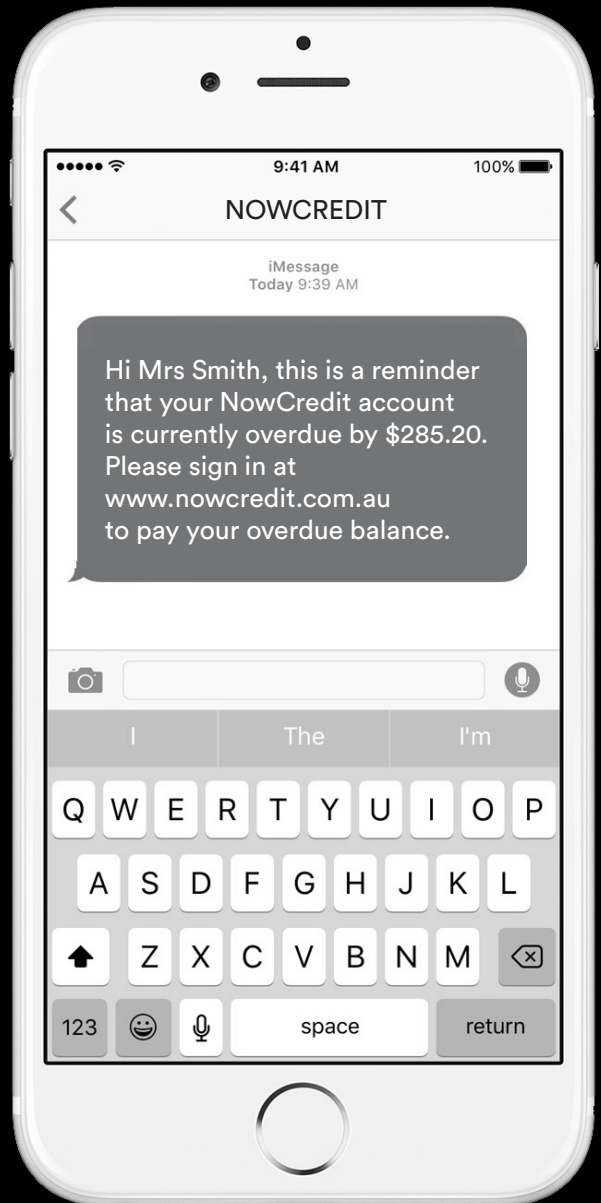 9:41 AM 100%
NOWCREDIT
iMessage
Today 9:39 AM
Hi Mrs Smith, this is a reminder
that your NowCredit account
is currently overdue by $285.20.
Please sign in at
www.nowcredit.com.au
to pay your overdue balance.
I The I'm
Q W E R T Y U I O P
A S D F G H J K L
Z X C V B N M
123 space return